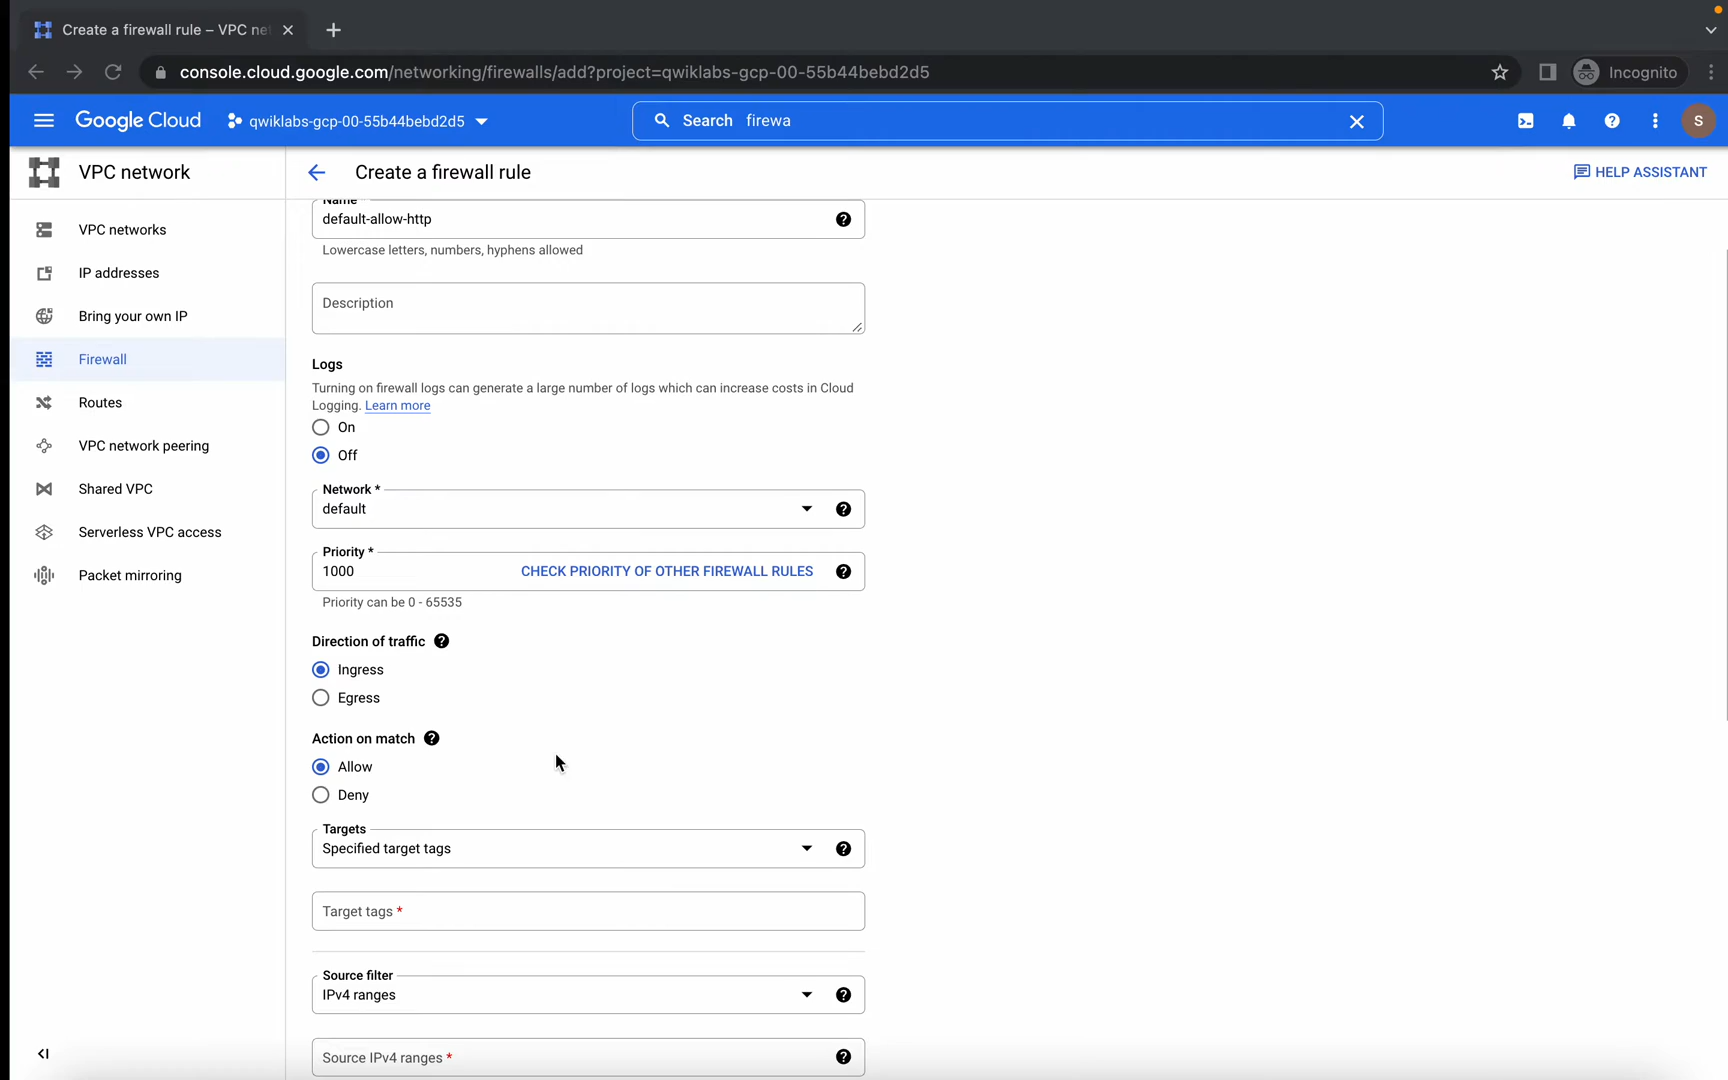 Create a firewall rule – VPC ne
console.cloud.google.com/networking/firewalls/add?project=qwiklabs-gcp-00-55b44bebd2d5
Incognito
Google Cloud
qwiklabs-gcp-00-55b44bebd2d5
Search firewa
S
VPC network
Create a firewall rule
HELP ASSISTANT
VPC networks
IP addresses
Bring your own IP
Firewall
Routes
VPC network peering
Shared VPC
Serverless VPC access
Packet mirroring
Name
default-allow-http
Lowercase letters, numbers, hyphens allowed
Description
Logs
Turning on firewall logs can generate a large number of logs which can increase costs in Cloud
Logging. Learn more
On
Off
Network *
default
Priority *
1000
CHECK PRIORITY OF OTHER FIREWALL RULES
Priority can be 0 - 65535
Direction of traffic
Ingress
Egress
Action on match
Allow
Deny
Targets
Specified target tags
Target tags *
Source filter
IPv4 ranges
Source IPv4 ranges *